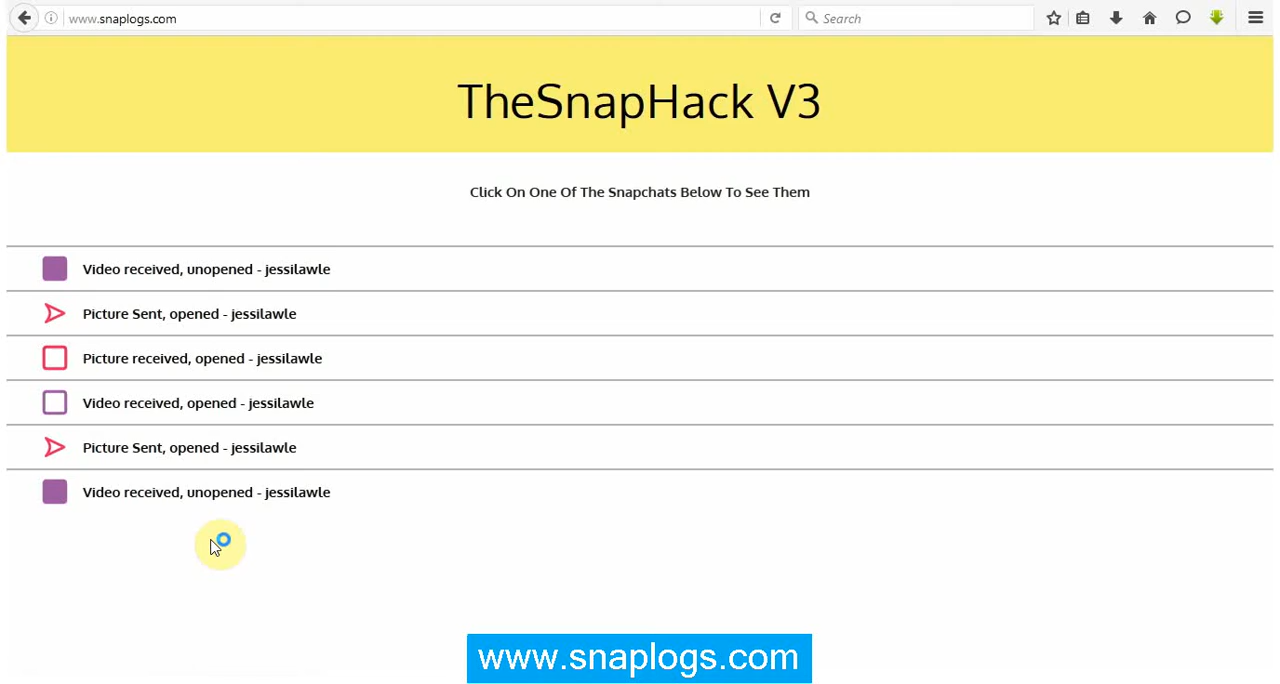 www.snaplogs.com
Search
TheSnapHack V3
Click On One Of The Snapchats Below To See Them
Video received, unopened - jessilawle
Picture Sent, opened - jessilawle
Picture received, opened - jessilawle
Video received, opened - jessilawle
Picture Sent, opened - jessilawle
Video received, unopened - jessilawle
www.snaplogs.com